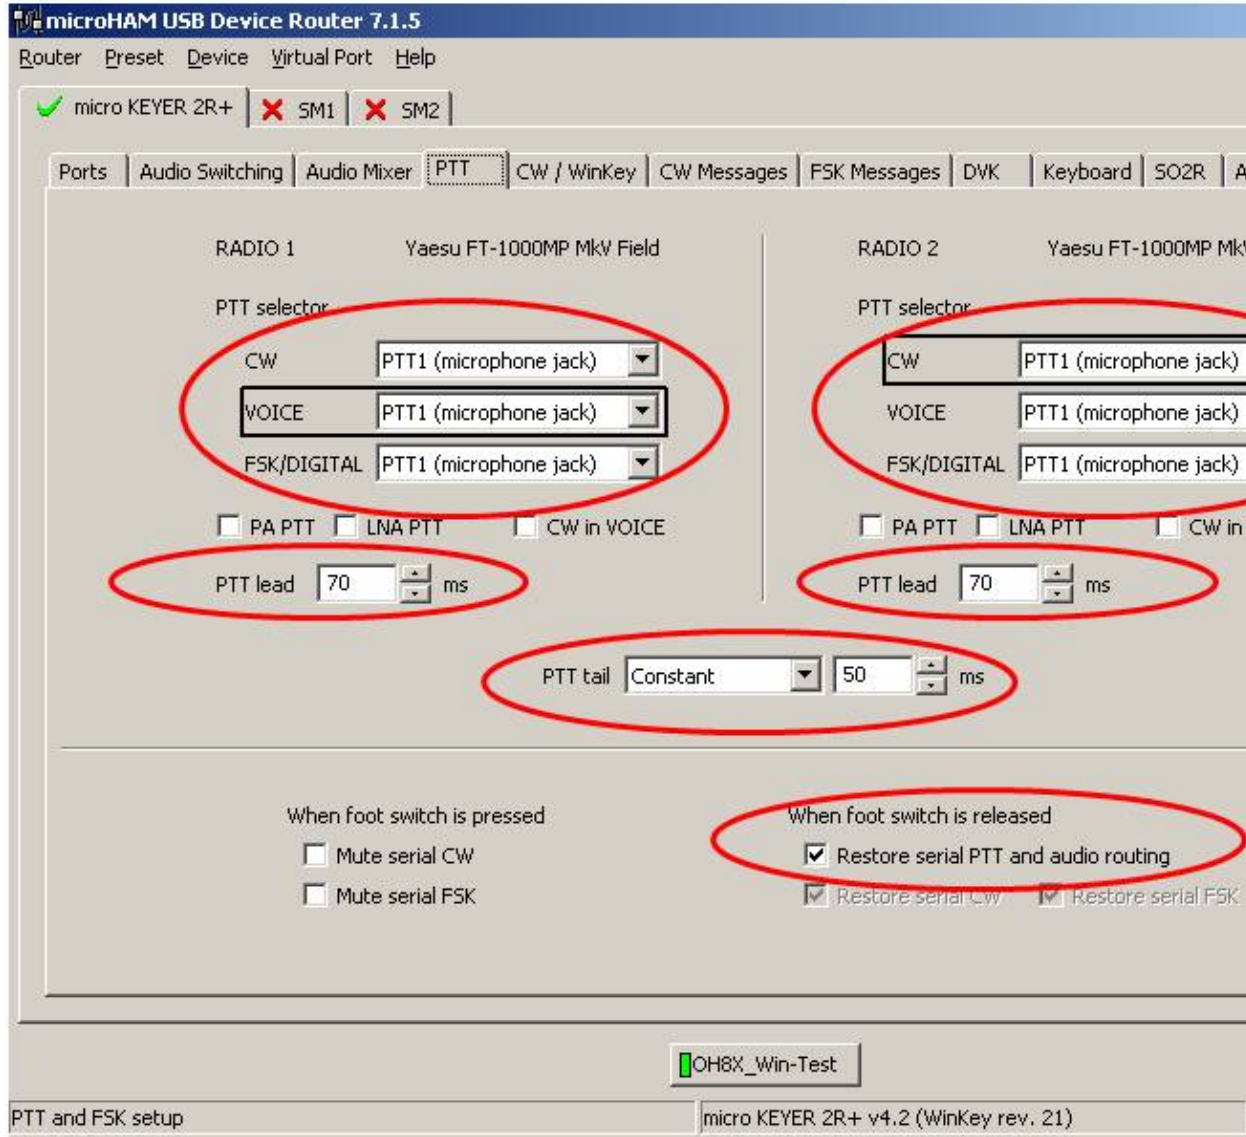 microHAM USB Device Router 7.1.5
Router Preset Device Virtual Port Help
micro KEYER 2R+ SM1 SM2
Ports Audio Switching Audio Mixer PTT CW / WinKey CW Messages FSK Messages DVK Keyboard SO2R A
RADIO 1 Yaesu FT-1000MP MkV Field RADIO 2 Yaesu FT-1000MP MkV
PTT selector PTT selector
CW PTT1 (microphone jack) CW PTT1 (microphone jack)
VOICE PTT1 (microphone jack) VOICE PTT1 (microphone jack)
FSK/DIGITAL PTT1 (microphone jack) FSK/DIGITAL PTT1 (microphone jack)
PA PTT LNA PTT CW in VOICE PA PTT LNA PTT CW in
PTT lead 70 ms PTT lead 70 ms
PTT tail Constant 50 ms
When foot switch is pressed When foot switch is released
Mute serial CW Restore serial PTT and audio routing
Mute serial FSK Restore serial CW Restore serial FSK
OH8X_Win-Test
PTT and FSK setup micro KEYER 2R+ v4.2 (WinKey rev. 21)